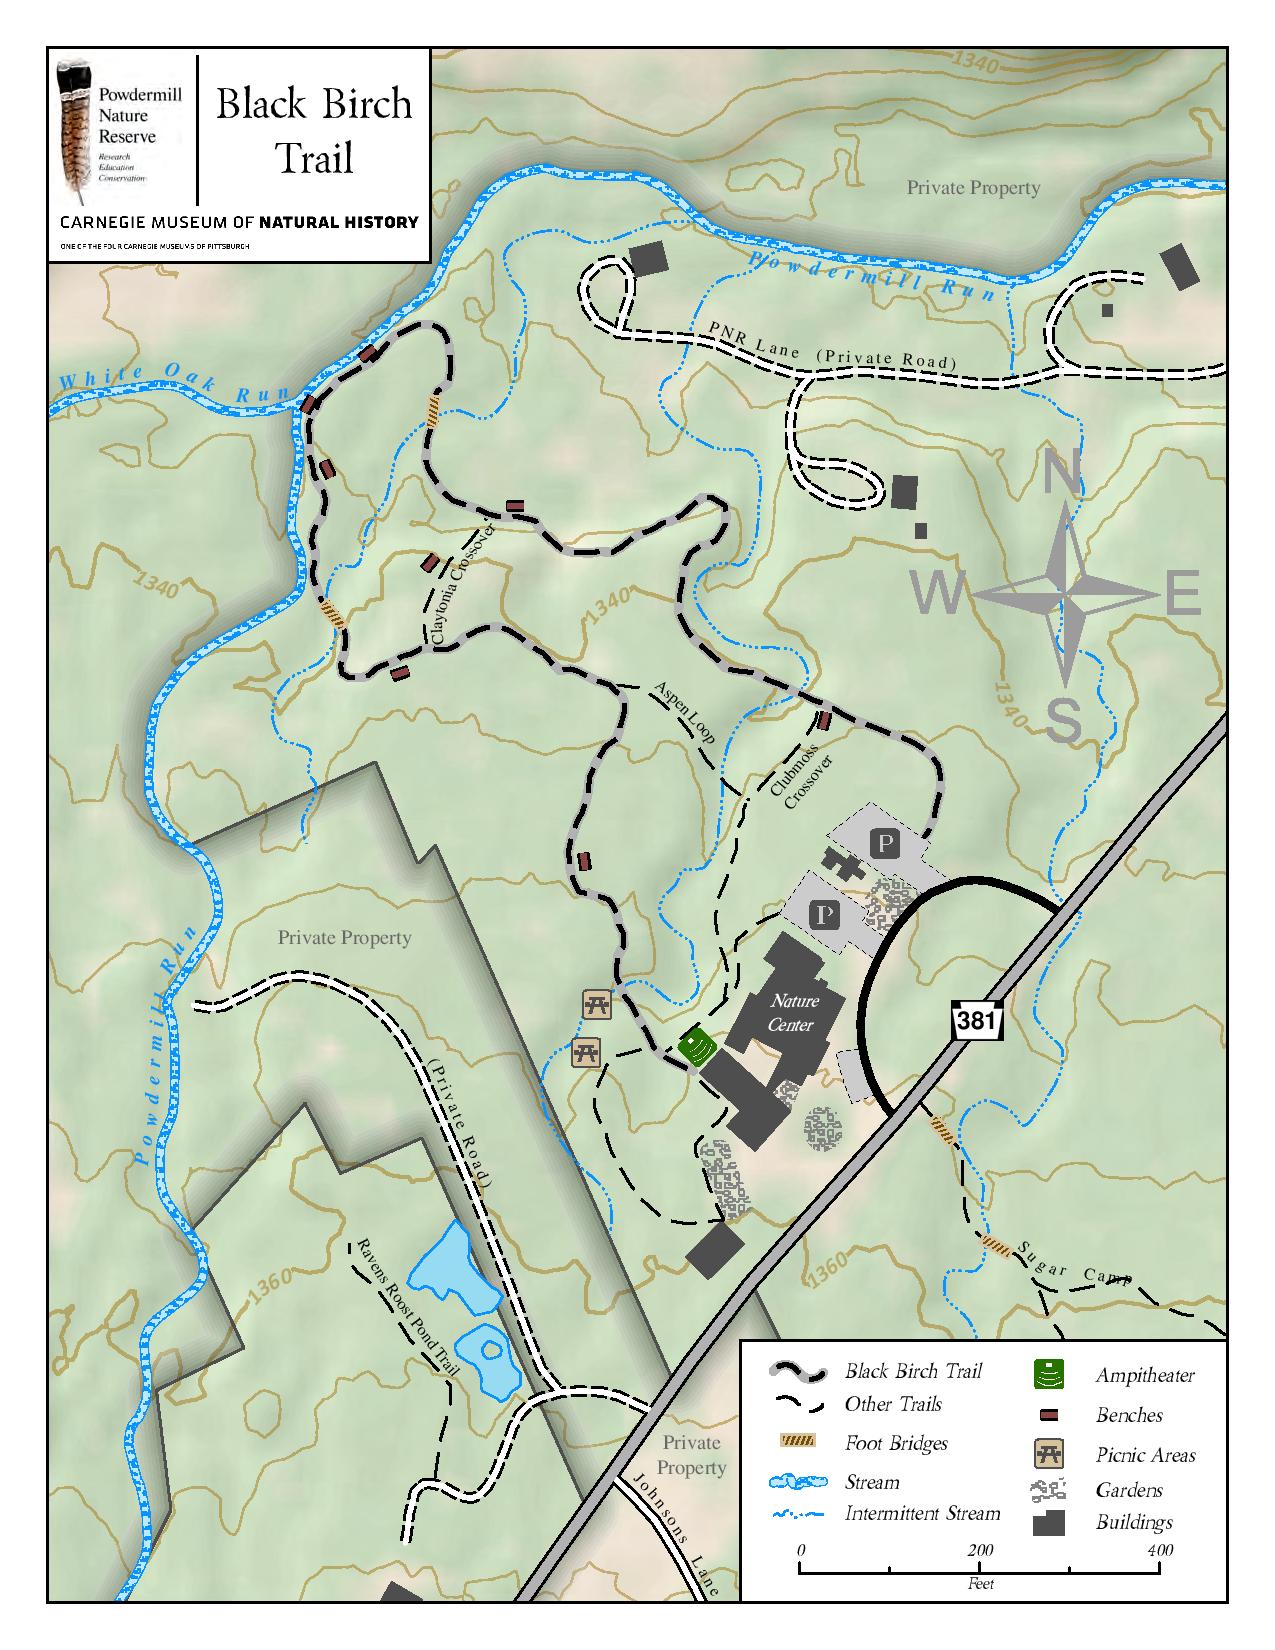 Powdermill
Nature
Reserve
Research
Education
Conservation
Black Birch
Trail
CARNEGIE MUSEUM OF NATURAL HISTORY
ONE OF THE FOUR CARNEGIE MUSEUMS OF PITTSBURGH
1340
Private Property
Powdermill Run
PNR Lane (Private Road)
White Oak Run
N
W
E
S
1340
1340
1340
Claytonia Crossover
Aspen Loop
Clubmoss
Crossover
P
P
Private Property
Powdermill Run
Nature
Center
381
(Private Road)
Ravens Roost Pond Trail
1360
1360
Sugar Camp
Private
Property
Johnsons Lane
Black Birch Trail
Other Trails
Foot Bridges
Stream
Intermittent Stream
Ampitheater
Benches
Picnic Areas
Gardens
Buildings
0 200 400
Feet